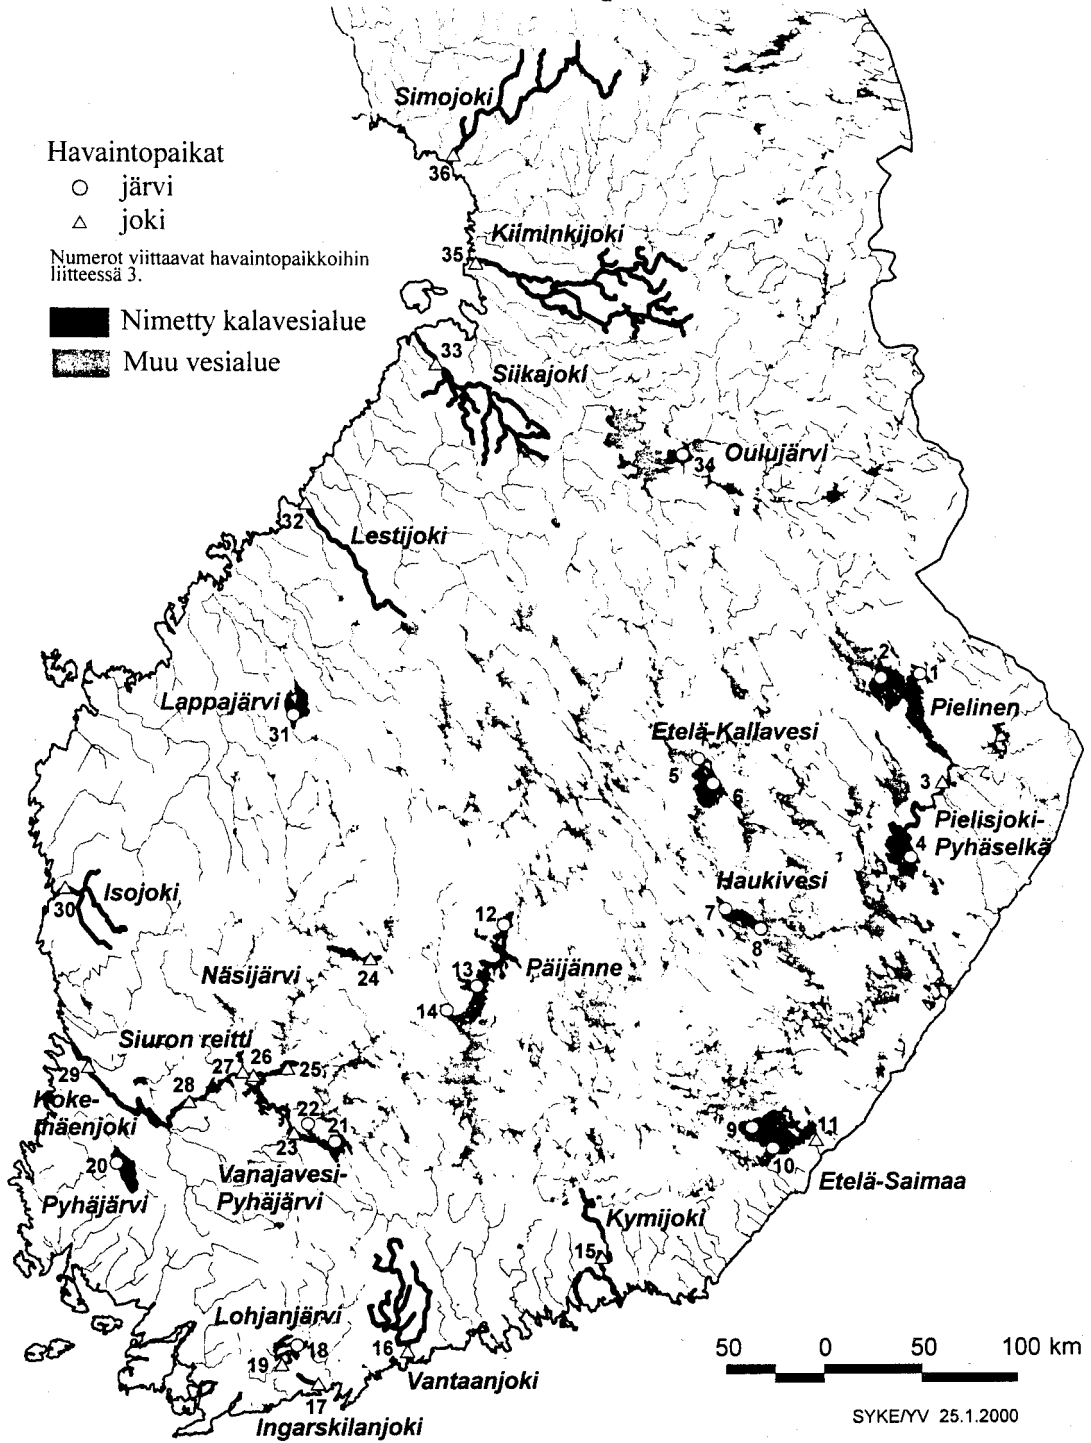 Simojoki
36
Havaintopaikat
järvi
joki
Numerot viittaavat havaintopaikkoihin
liitteessä 3.
Nimetty kalavesialue
Muu vesialue
Kiiminkijoki
35
33
Siikajoki
34
Oulujärvi
32
Lestijoki
2
1
Lappajärvi
31
Pielinen
Etelä-Kallavesi
5
6
3
Pielisjoki-
Pyhäselkä
4
Isojoki
30
Haukivesi
7
8
12
Näsijärvi
24
13
Päijänne
14
Siuron reitti
29
28
27
26
25
Koke-
mäenjoki
22
21
23
9
11
10
20
Pyhäjärvi
Vanajavesi-
Pyhäjärvi
Etelä-Saimaa
Kymijoki
15
Lohjanjärvi
18
19
16
17
Vantaanjoki
Ingarskilanjoki
50 0 50 100 km
SYKE/YV 25.1.2000